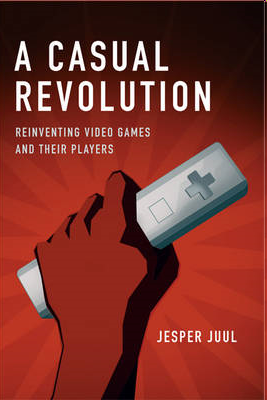 A CASUAL
REVOLUTION
REINVENTING VIDEO GAMES
AND THEIR PLAYERS
JESPER JUUL